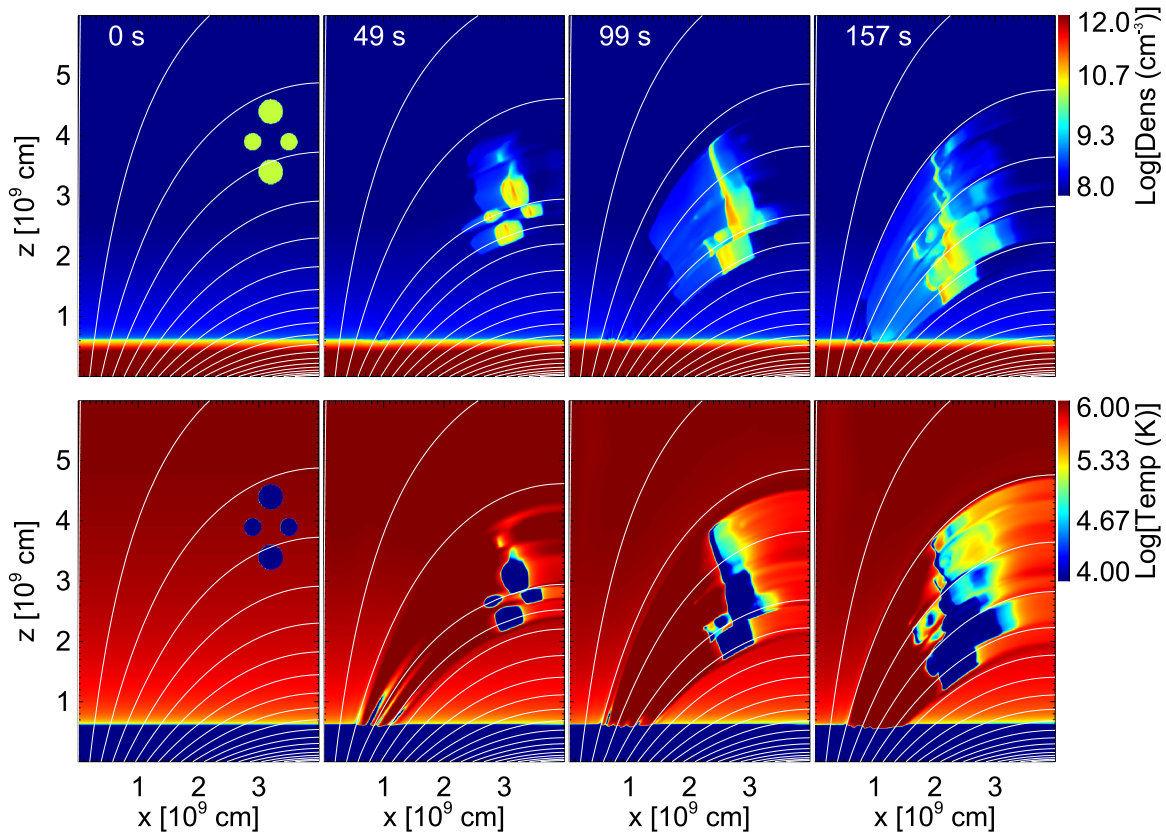 0 s
49 s
99 s
157 s
5
4
3
2
1
z [10⁹ cm]
12.0
10.7
9.3
8.0
Log[Dens (cm⁻³)]
5
4
3
2
1
z [10⁹ cm]
6.00
5.33
4.67
4.00
Log[Temp (K)]
1 2 3
1 2 3
1 2 3
1 2 3
x [10⁹ cm]
x [10⁹ cm]
x [10⁹ cm]
x [10⁹ cm]